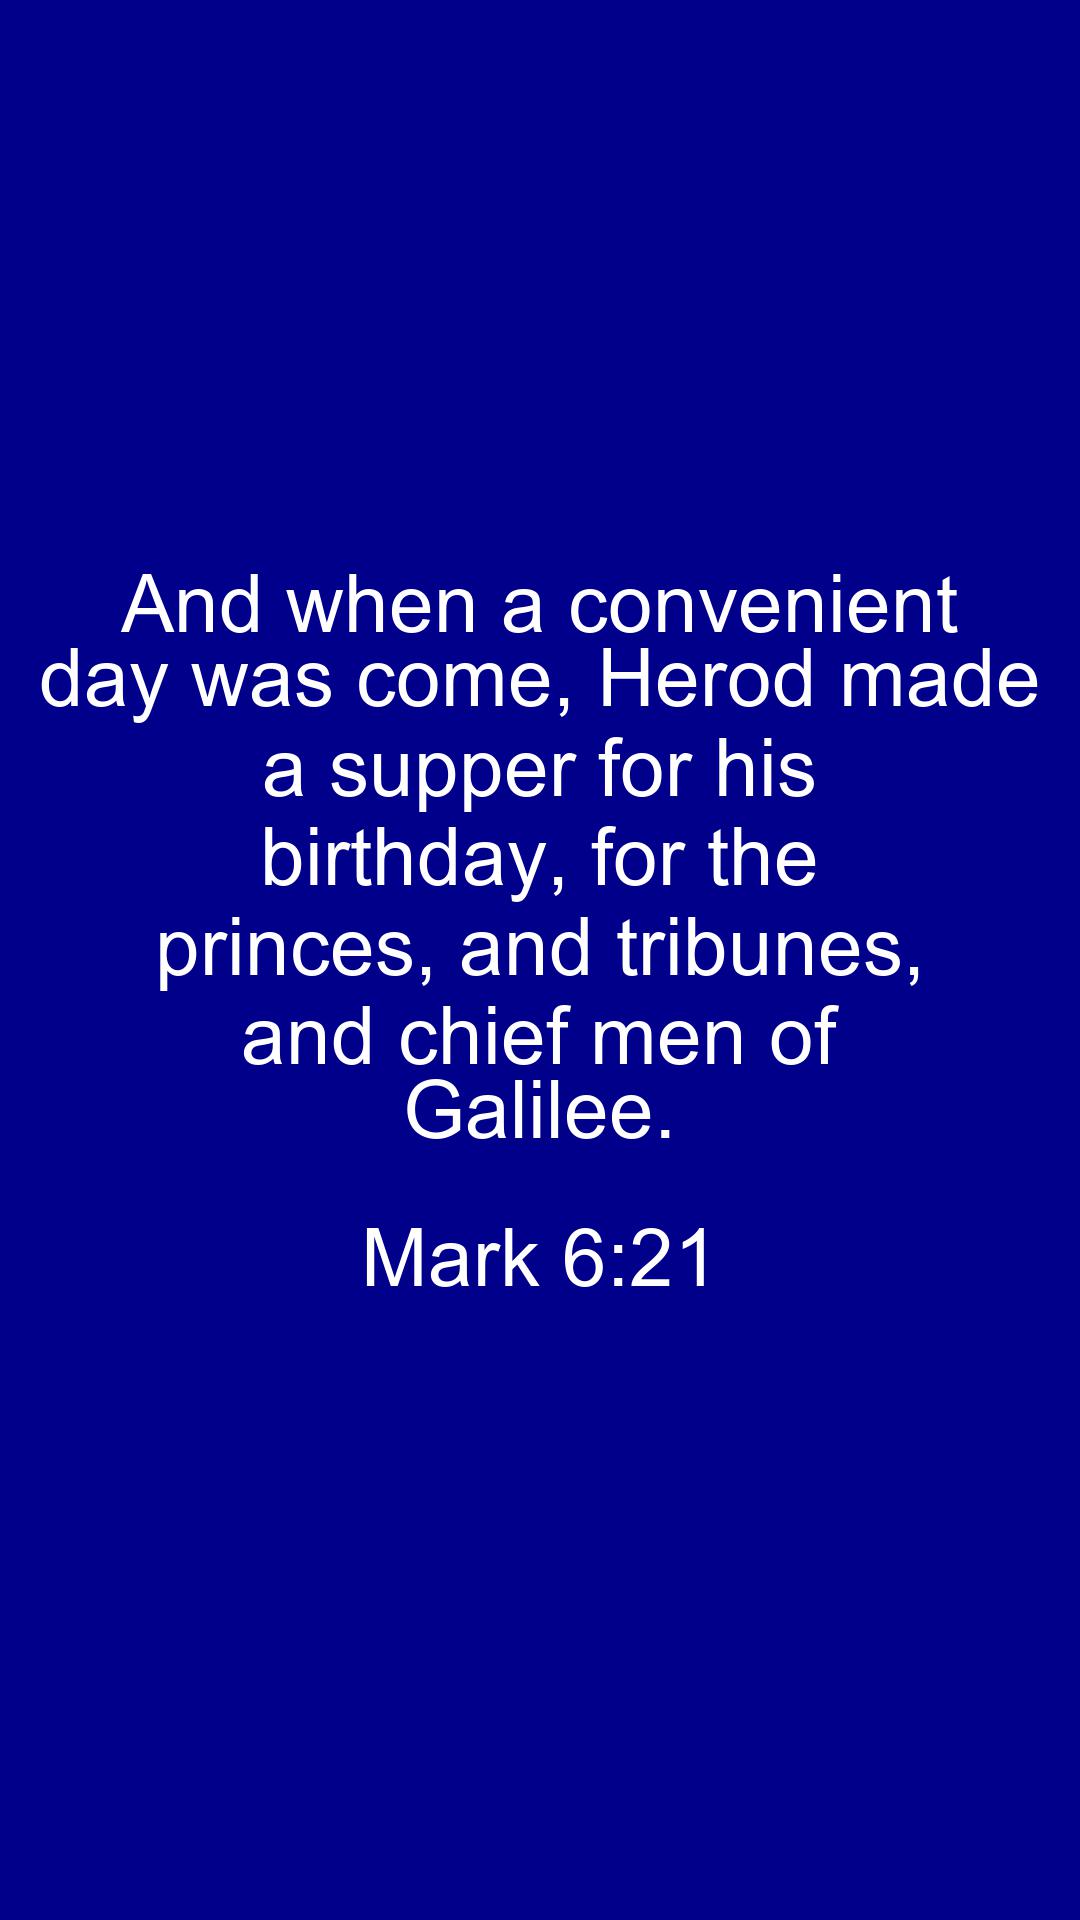 And when a convenient
day was come, Herod made
a supper for his
birthday, for the
princes, and tribunes,
and chief men of
Galilee.
Mark 6:21